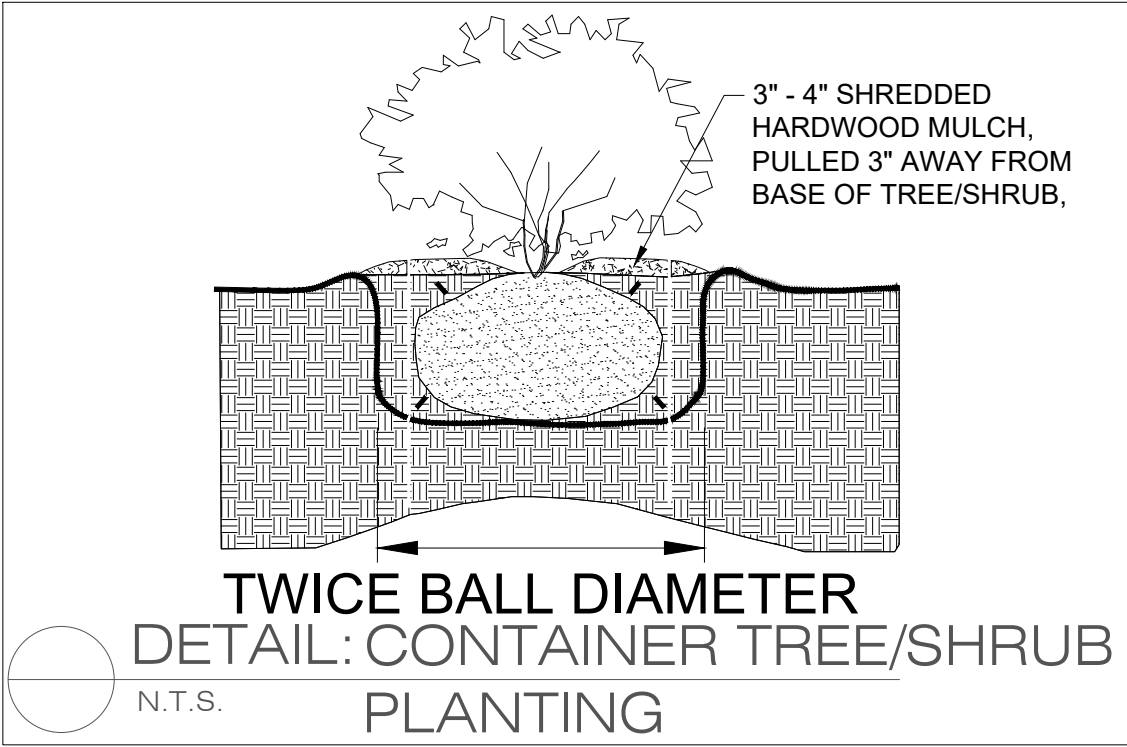 3" - 4" SHREDDED
HARDWOOD MULCH,
PULLED 3" AWAY FROM
BASE OF TREE/SHRUB,
TWICE BALL DIAMETER
DETAIL: CONTAINER TREE/SHRUB
PLANTING
N.T.S.